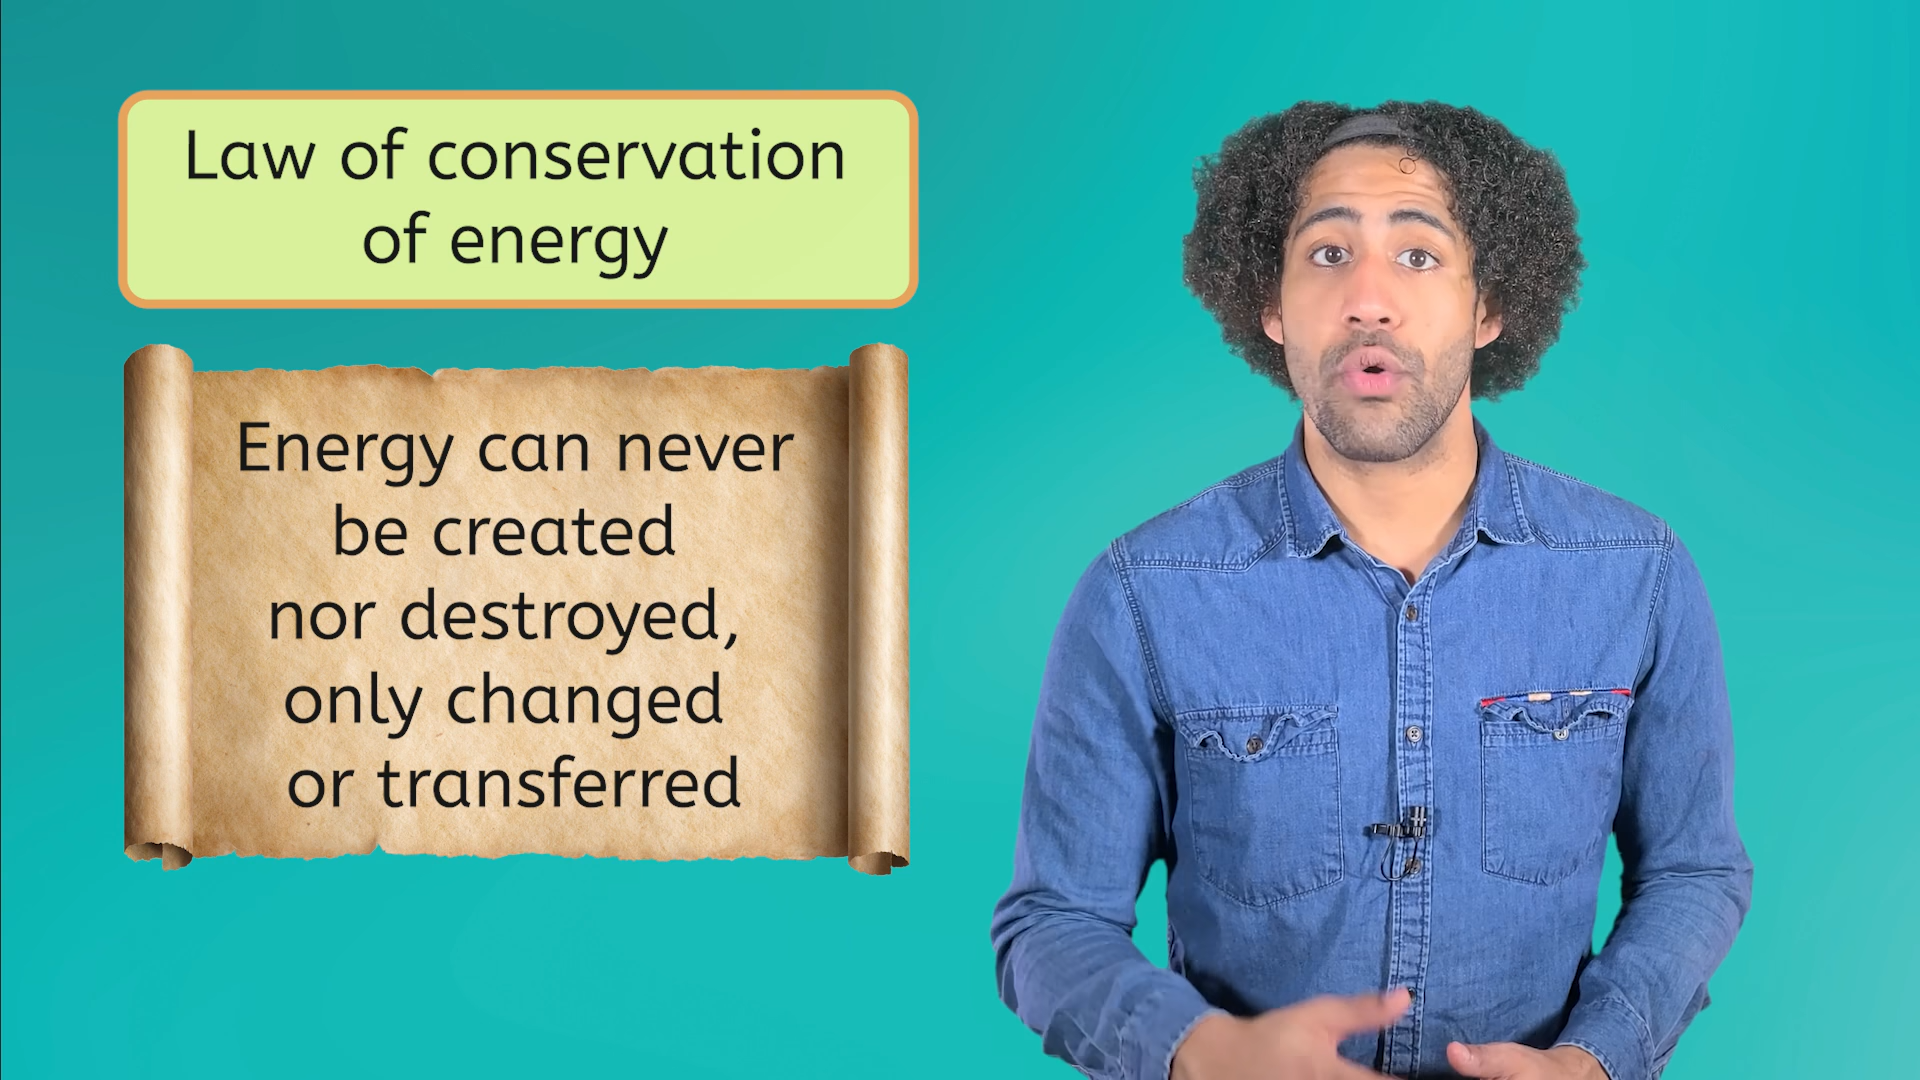 Law of conservation
of energy
Energy can never
be created
nor destroyed,
only changed
or transferred